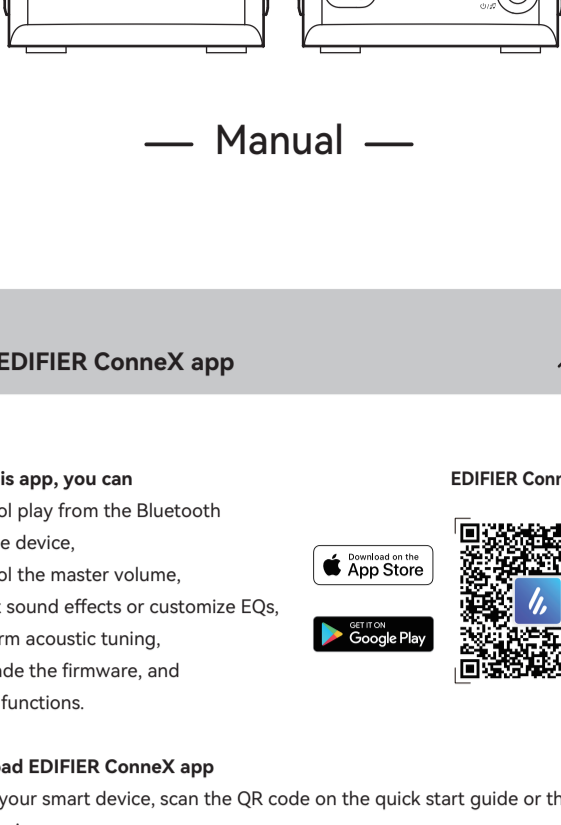 Manual
EDIFIER ConneX app
is app, you can
ol play from the Bluetooth
e device,
ol the master volume,
t sound effects or customize EQs,
rm acoustic tuning,
ade the firmware, and
functions.
EDIFIER Conn
Download on the
App Store
GET IT ON
Google Play
oad EDIFIER ConneX app
your smart device, scan the QR code on the quick start guide or th